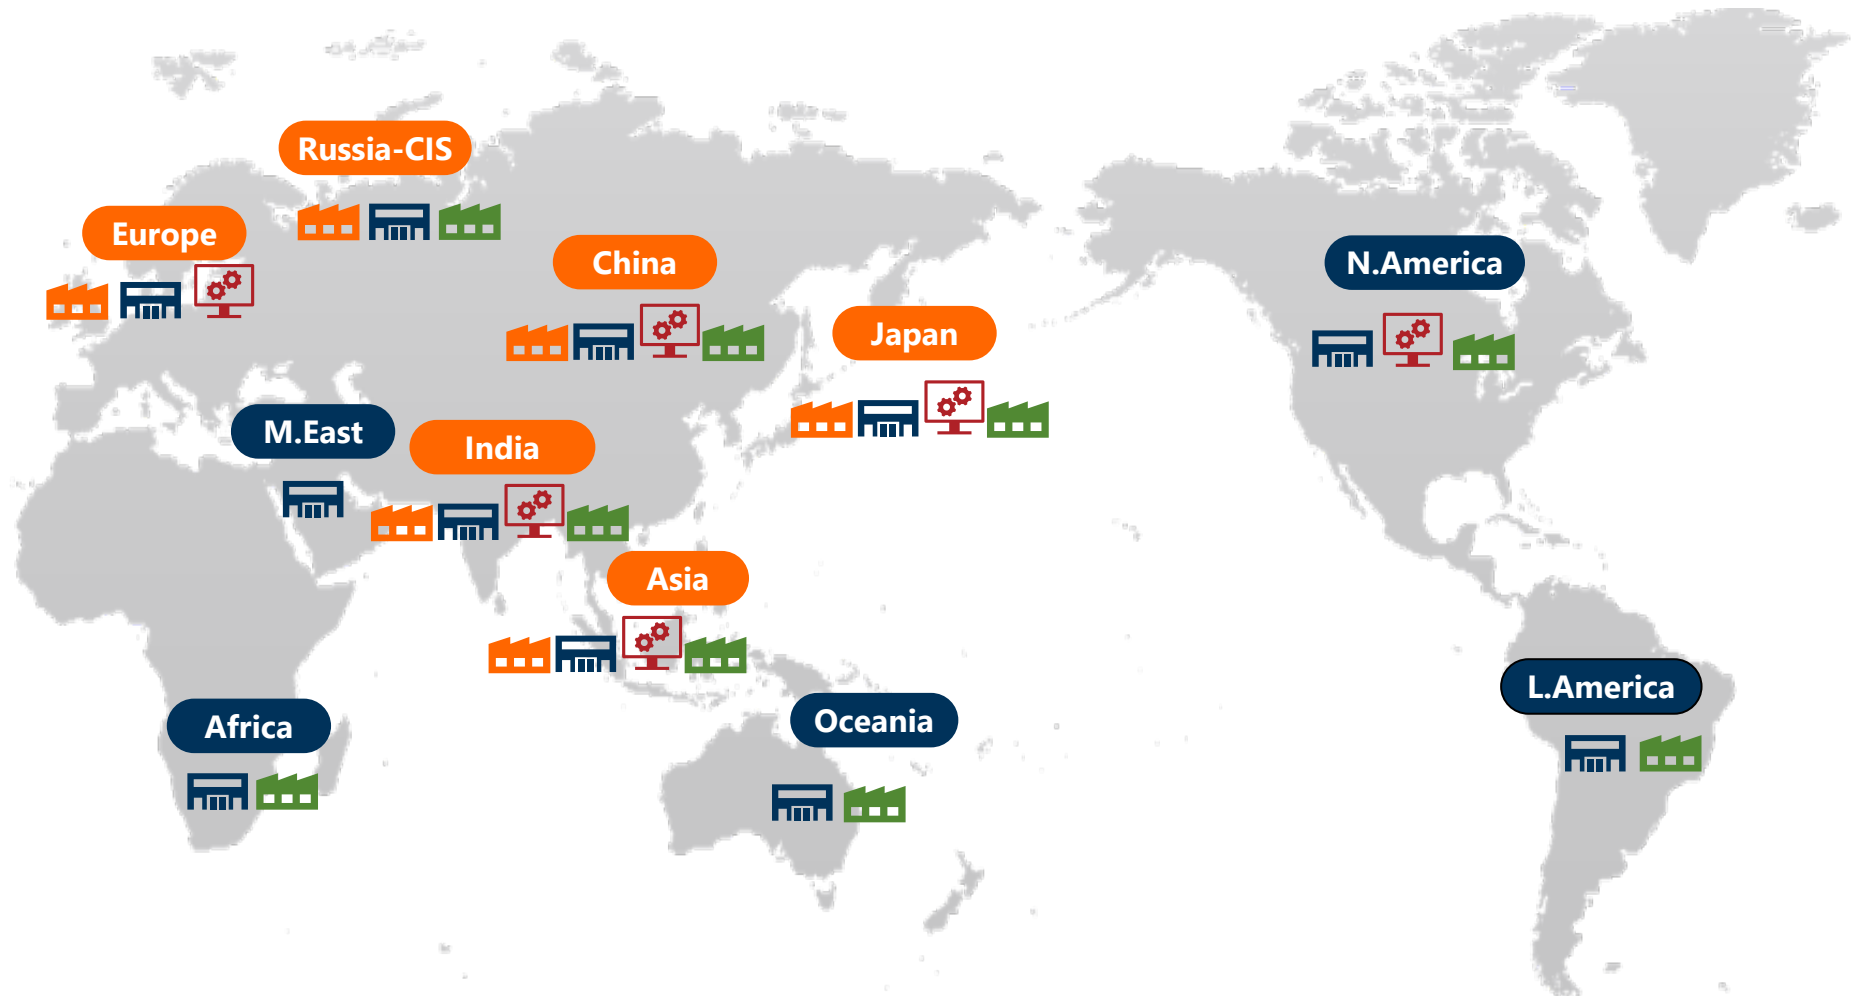 Russia-CIS
Europe
China
N.America
Japan
M.East
India
Asia
L.America
Oceania
Africa